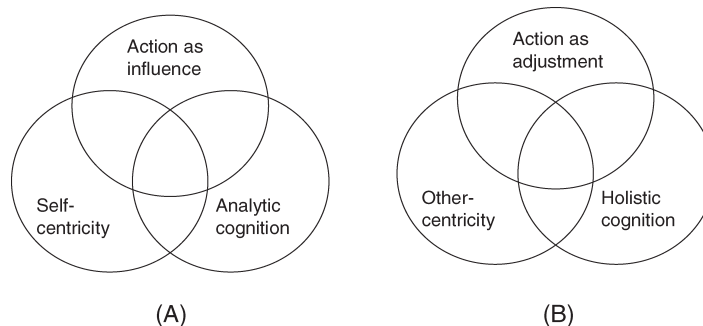 Action as
influence
Self-
centricity
Analytic
cognition
(A)
Action as
adjustment
Other-
centricity
Holistic
cognition
(B)